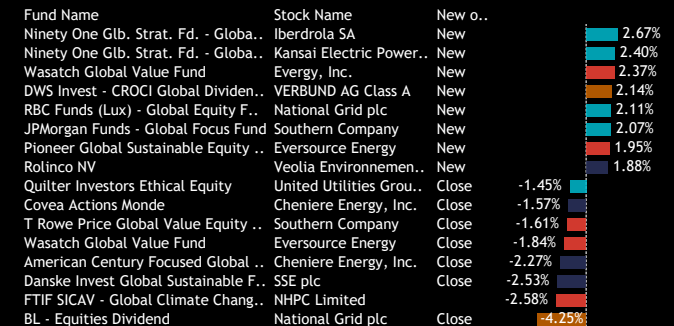 Fund Name Stock Name New o..
Ninety One Glb. Strat. Fd. - Globa.. Iberdrola SA New 2.67%
Ninety One Glb. Strat. Fd. - Globa.. Kansai Electric Power.. New 2.40%
Wasatch Global Value Fund Evergy, Inc. New 2.37%
DWS Invest - CROCI Global Dividen.. VERBUND AG Class A New 2.14%
RBC Funds (Lux) - Global Equity F.. National Grid plc New 2.11%
JPMorgan Funds - Global Focus Fund Southern Company New 2.07%
Pioneer Global Sustainable Equity .. Eversource Energy New 1.95%
Rolinco NV Veolia Environnemen.. New 1.88%
Quilter Investors Ethical Equity United Utilities Grou.. Close -1.45%
Covea Actions Monde Cheniere Energy, Inc. Close -1.57%
T Rowe Price Global Value Equity .. Southern Company Close -1.61%
Wasatch Global Value Fund Eversource Energy Close -1.84%
American Century Focused Global .. Cheniere Energy, Inc. Close -2.27%
Danske Invest Global Sustainable F.. SSE plc Close -2.53%
FTIF SICAV - Global Climate Chang.. NHPC Limited -2.58%
BL - Equities Dividend National Grid plc Close -4.25%